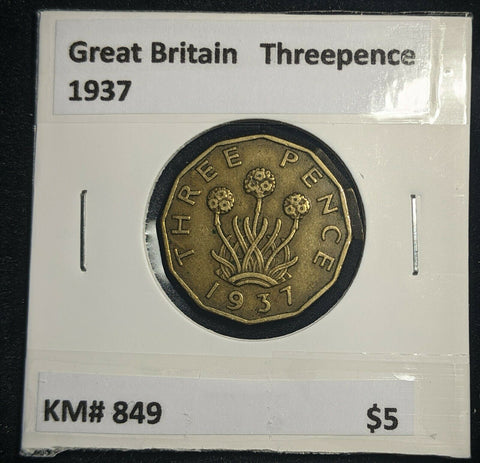 Great Britain Threepence
1937
THREE PENCE
1937
KM# 849 $5